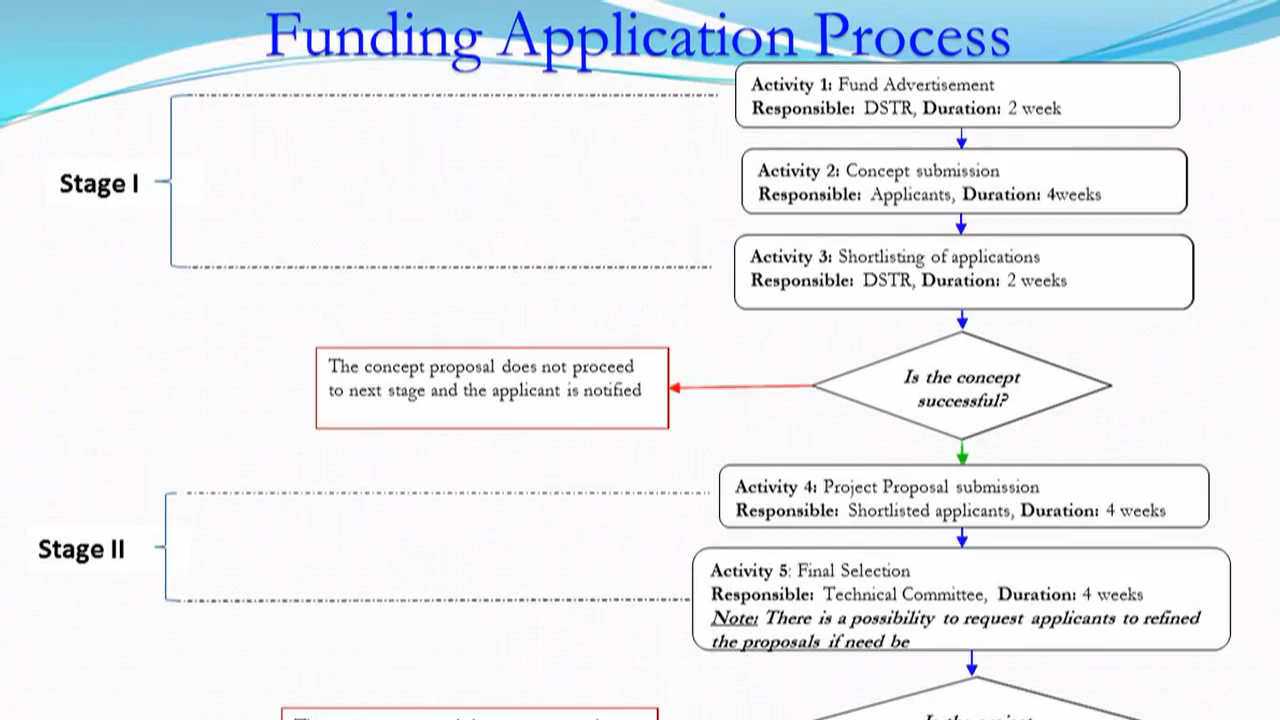 Funding Application Process
Activity 1: Fund Advertisement
Responsible: DSTR, Duration: 2 week
Stage I
Activity 2: Concept submission
Responsible: Applicants, Duration: 4weeks
Activity 3: Shortlisting of applications
Responsible: DSTR, Duration: 2 weeks
The concept proposal does not proceed
to next stage and the applicant is notified
Is the concept
successful?
Activity 4: Project Proposal submission
Responsible: Shortlisted applicants, Duration: 4 weeks
Stage II
Activity 5: Final Selection
Responsible: Technical Committee, Duration: 4 weeks
Note: There is a possibility to request applicants to refined
the proposals if need be